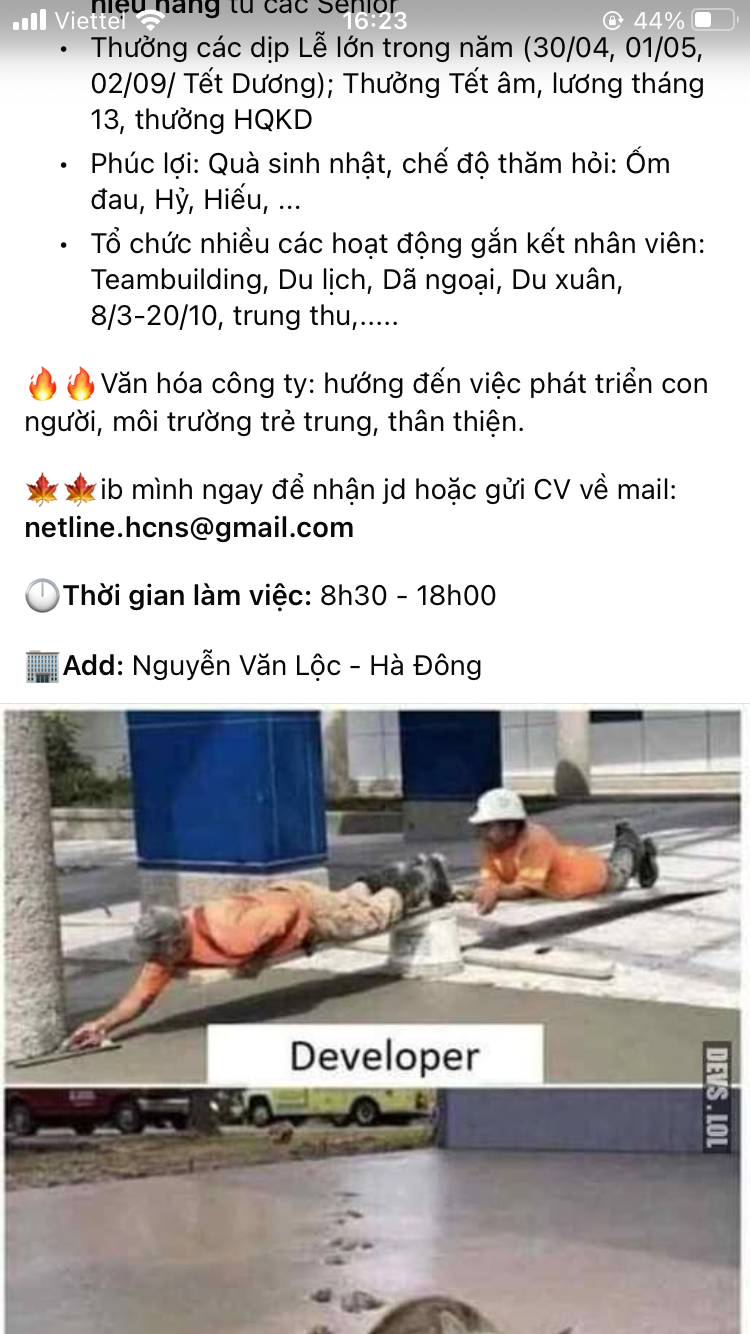 Viettel 16:23 44%
hiệu năng từ các Senior
• Thưởng các dịp Lễ lớn trong năm (30/04, 01/05,
02/09/ Tết Dương); Thưởng Tết âm, lương tháng
13, thưởng HQKD
• Phúc lợi: Quà sinh nhật, chế độ thăm hỏi: Ốm
đau, Hỷ, Hiếu, ...
• Tổ chức nhiều các hoạt động gắn kết nhân viên:
Teambuilding, Du lịch, Dã ngoại, Du xuân,
8/3-20/10, trung thu,.....
🔥🔥Văn hóa công ty: hướng đến việc phát triển con
người, môi trường trẻ trung, thân thiện.
🍁🍁ib mình ngay để nhận jd hoặc gửi CV về mail:
netline.hcns@gmail.com
🕛Thời gian làm việc: 8h30 - 18h00
🏢Add: Nguyễn Văn Lộc - Hà Đông
Developer
DEVS.LOL